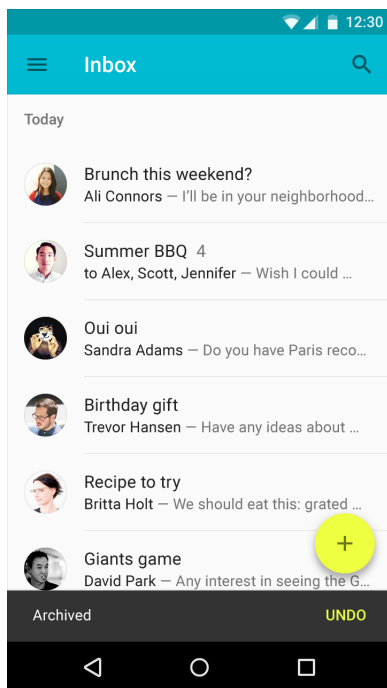 12:30
Inbox
Today
Brunch this weekend?
Ali Connors — I'll be in your neighborhood…
Summer BBQ 4
to Alex, Scott, Jennifer — Wish I could …
Oui oui
Sandra Adams — Do you have Paris reco…
Birthday gift
Trevor Hansen — Have any ideas about …
Recipe to try
Britta Holt — We should eat this: grated …
Giants game
David Park — Any interest in seeing the G…
Archived UNDO